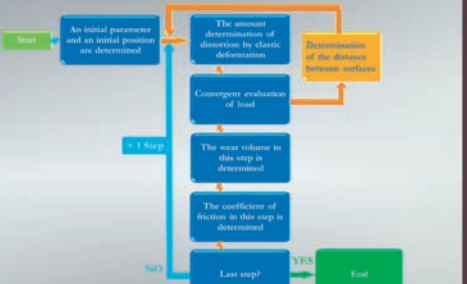 Start
An initial parameter
and an initial position
are determined
The amount
determination of
distortion by elastic
deformation
Determination
of the distance
between surfaces
Convergent evaluation
of load
+ 1 Step
The wear volume in
this step is
determined
The coefficient of
friction in this step is
determined
NO
Last step?
YES
End